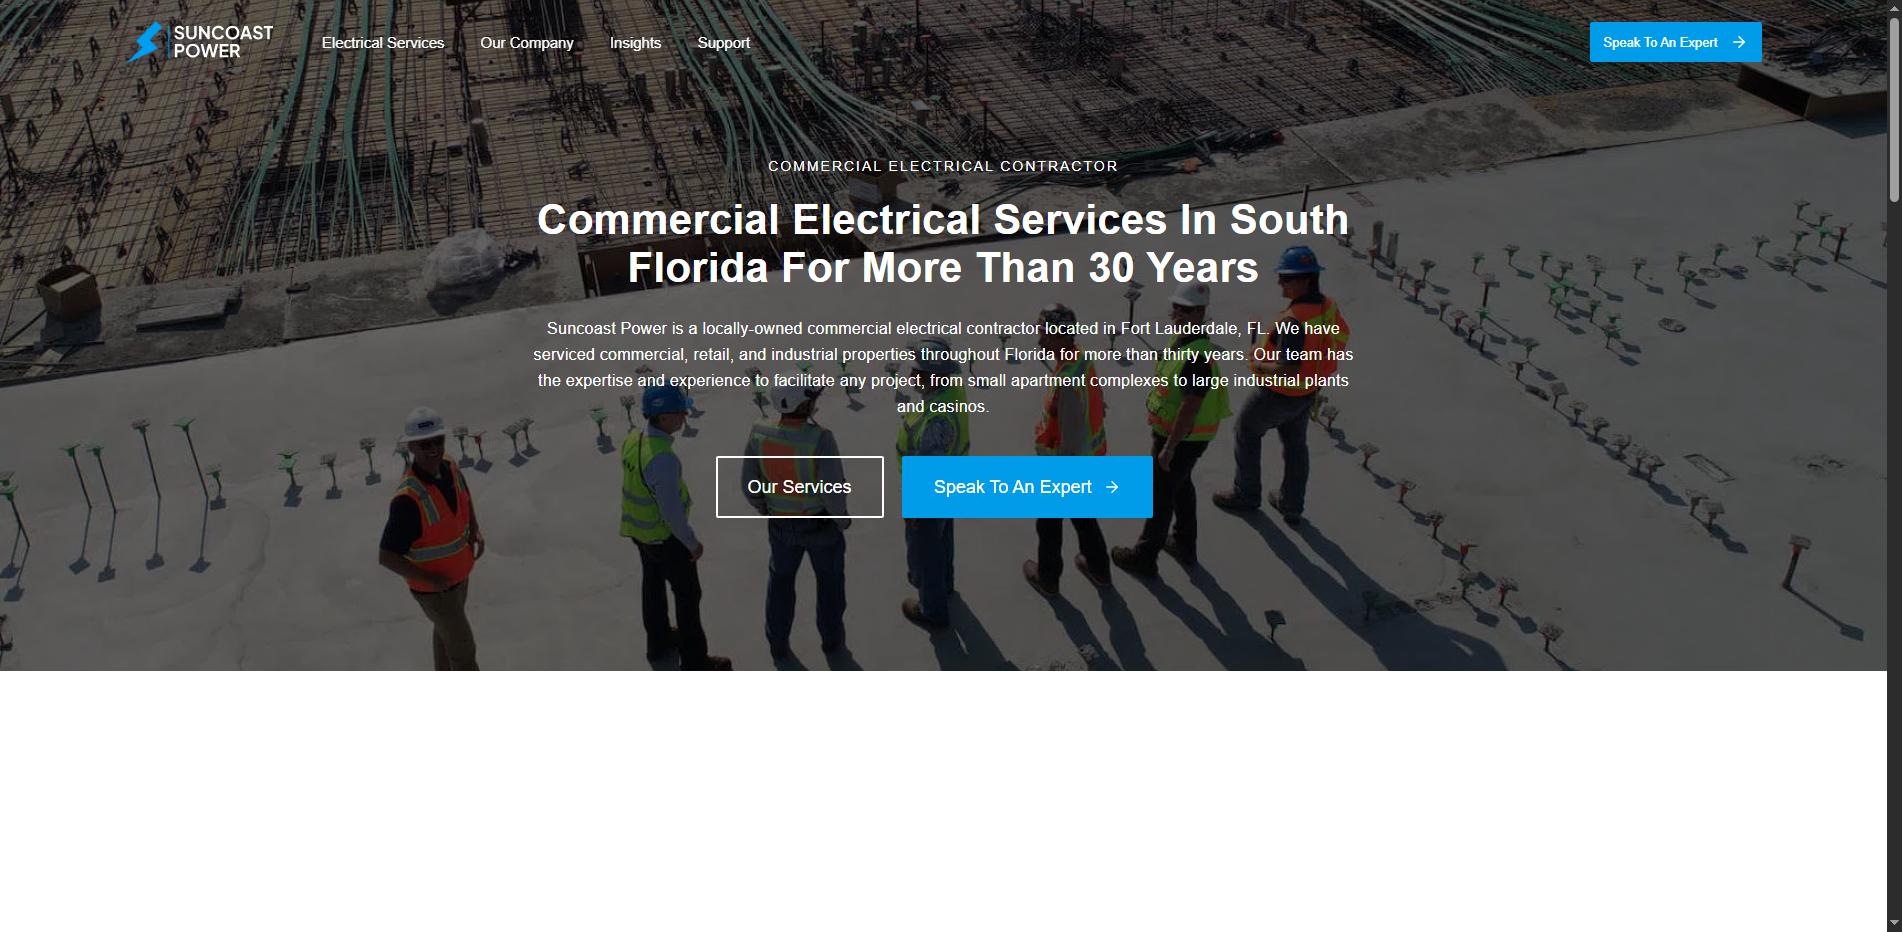 SUNCOAST
POWER
Electrical Services
Our Company
Insights
Support
Speak To An Expert
COMMERCIAL ELECTRICAL CONTRACTOR
Commercial Electrical Services In South
Florida For More Than 30 Years
Suncoast Power is a locally-owned commercial electrical contractor located in Fort Lauderdale, FL. We have
serviced commercial, retail, and industrial properties throughout Florida for more than thirty years. Our team has
the expertise and experience to facilitate any project, from small apartment complexes to large industrial plants
and casinos.
Our Services
Speak To An Expert